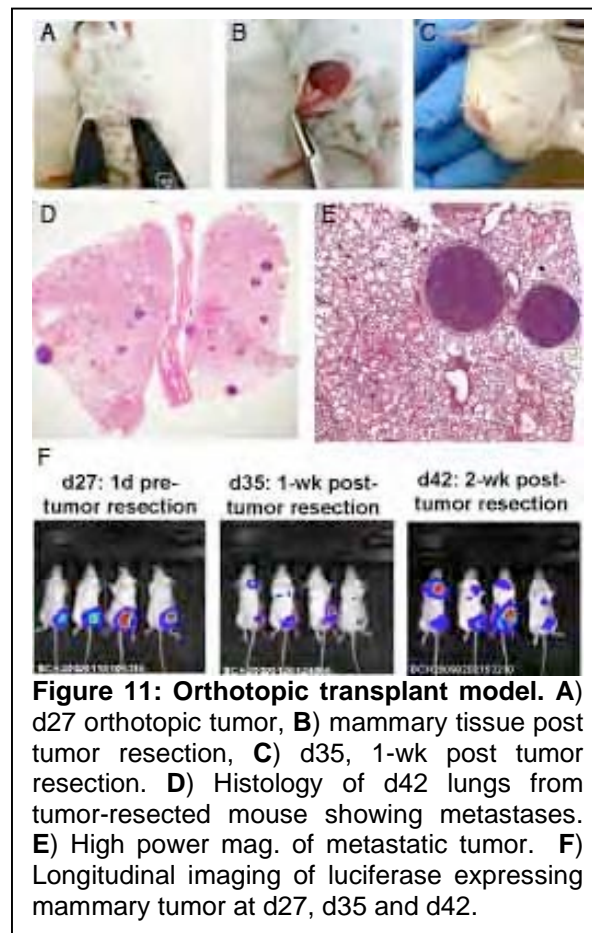 A
B
C
D
E
F
d27: 1d pre-
tumor resection
d35: 1-wk post-
tumor resection
d42: 2-wk post-
tumor resection
Figure 11: Orthotopic transplant model. A)
d27 orthotopic tumor, B) mammary tissue post
tumor resection, C) d35, 1-wk post tumor
resection. D) Histology of d42 lungs from
tumor-resected mouse showing metastases.
E) High power mag. of metastatic tumor. F)
Longitudinal imaging of luciferase expressing
mammary tumor at d27, d35 and d42.